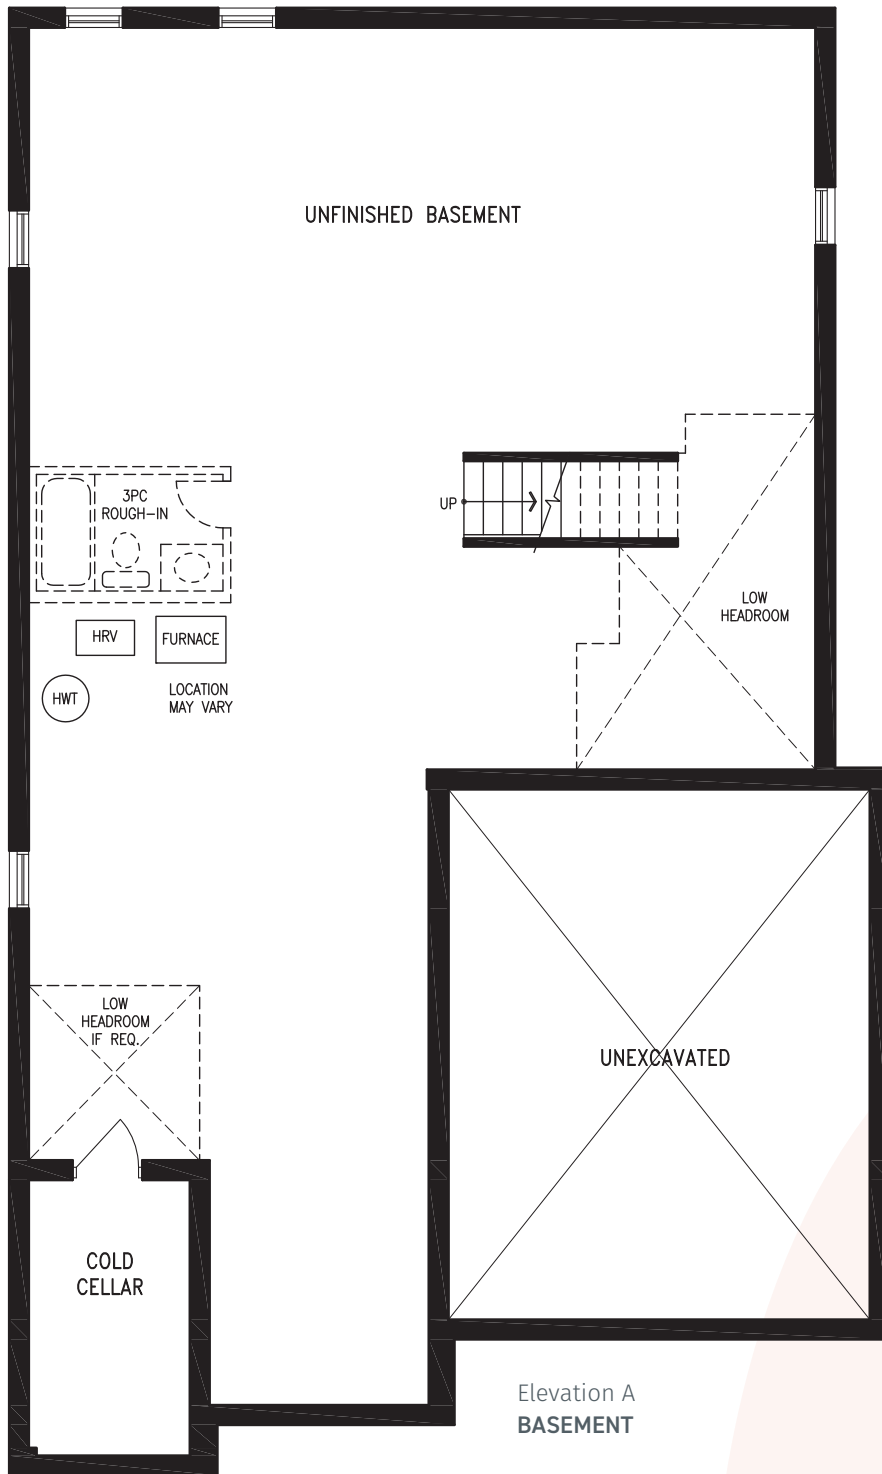 UNFINISHED BASEMENT
3PC
ROUGH-IN
UP
LOW
HEADROOM
HRV
FURNACE
HWT
LOCATION
MAY VARY
LOW
HEADROOM
IF REQ.
UNEXCAVATED
COLD
CELLAR
Elevation A
BASEMENT